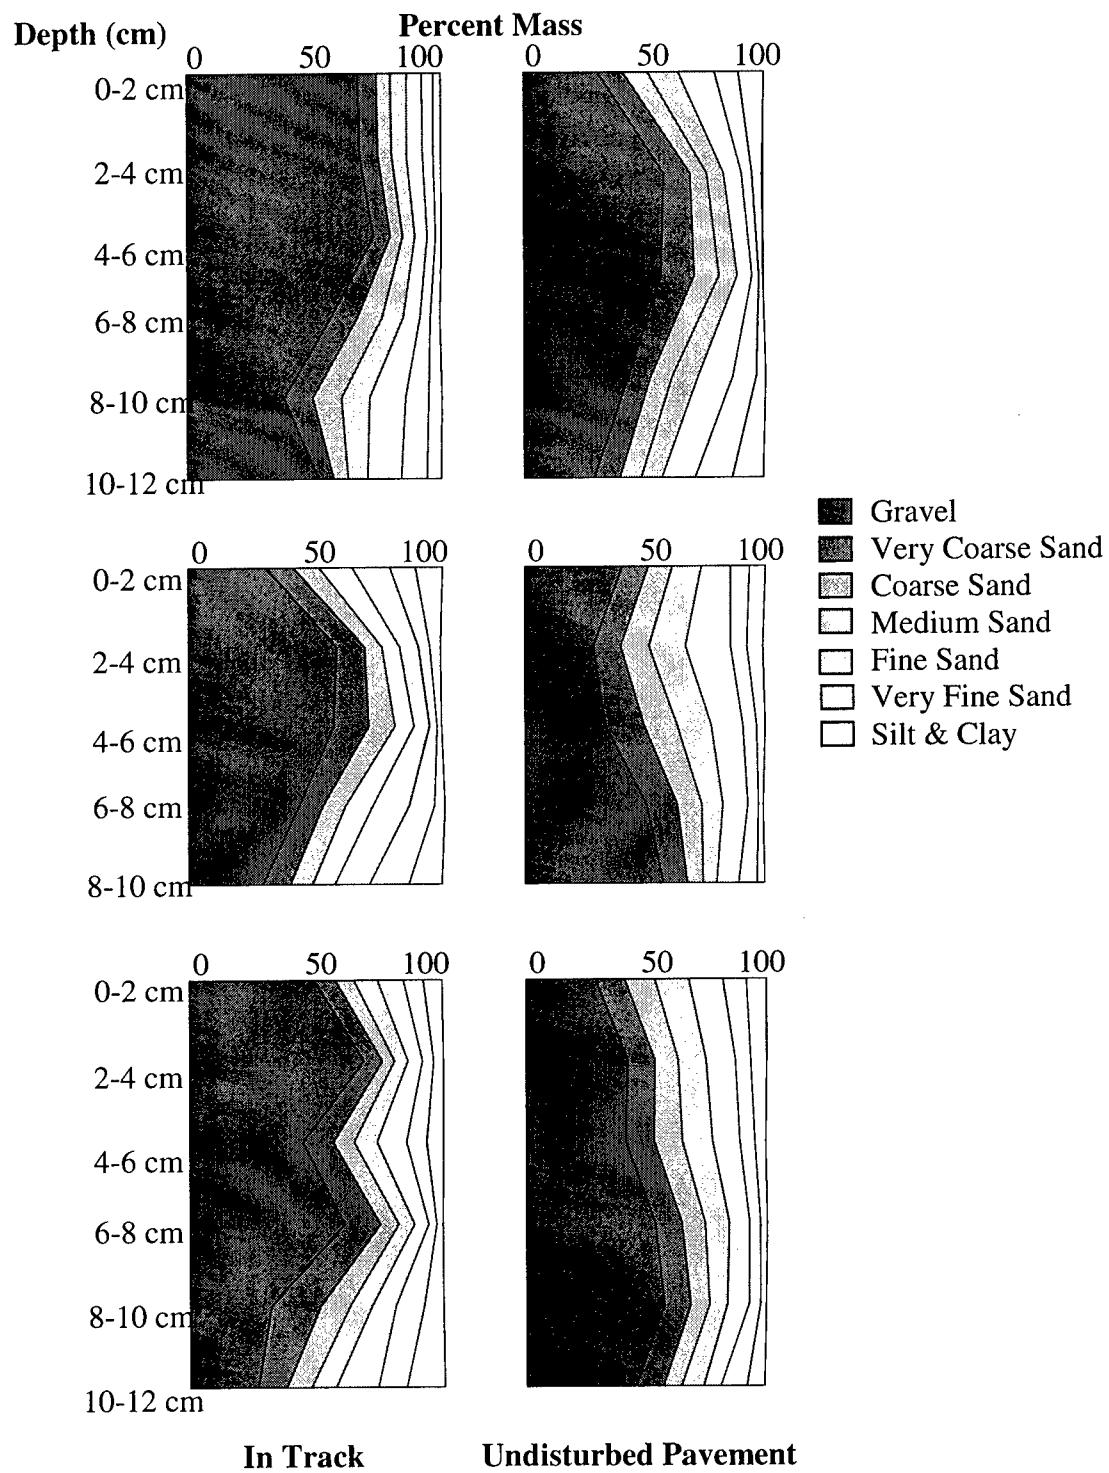 Percent Mass
Depth (cm)
0 50 100 0 50 100
0-2 cm
2-4 cm
4-6 cm
6-8 cm
8-10 cm
10-12 cm
Gravel
Very Coarse Sand
Coarse Sand
Medium Sand
Fine Sand
Very Fine Sand
Silt & Clay
0 50 100 0 50 100
0-2 cm
2-4 cm
4-6 cm
6-8 cm
8-10 cm
0 50 100 0 50 100
0-2 cm
2-4 cm
4-6 cm
6-8 cm
8-10 cm
10-12 cm
In Track Undisturbed Pavement